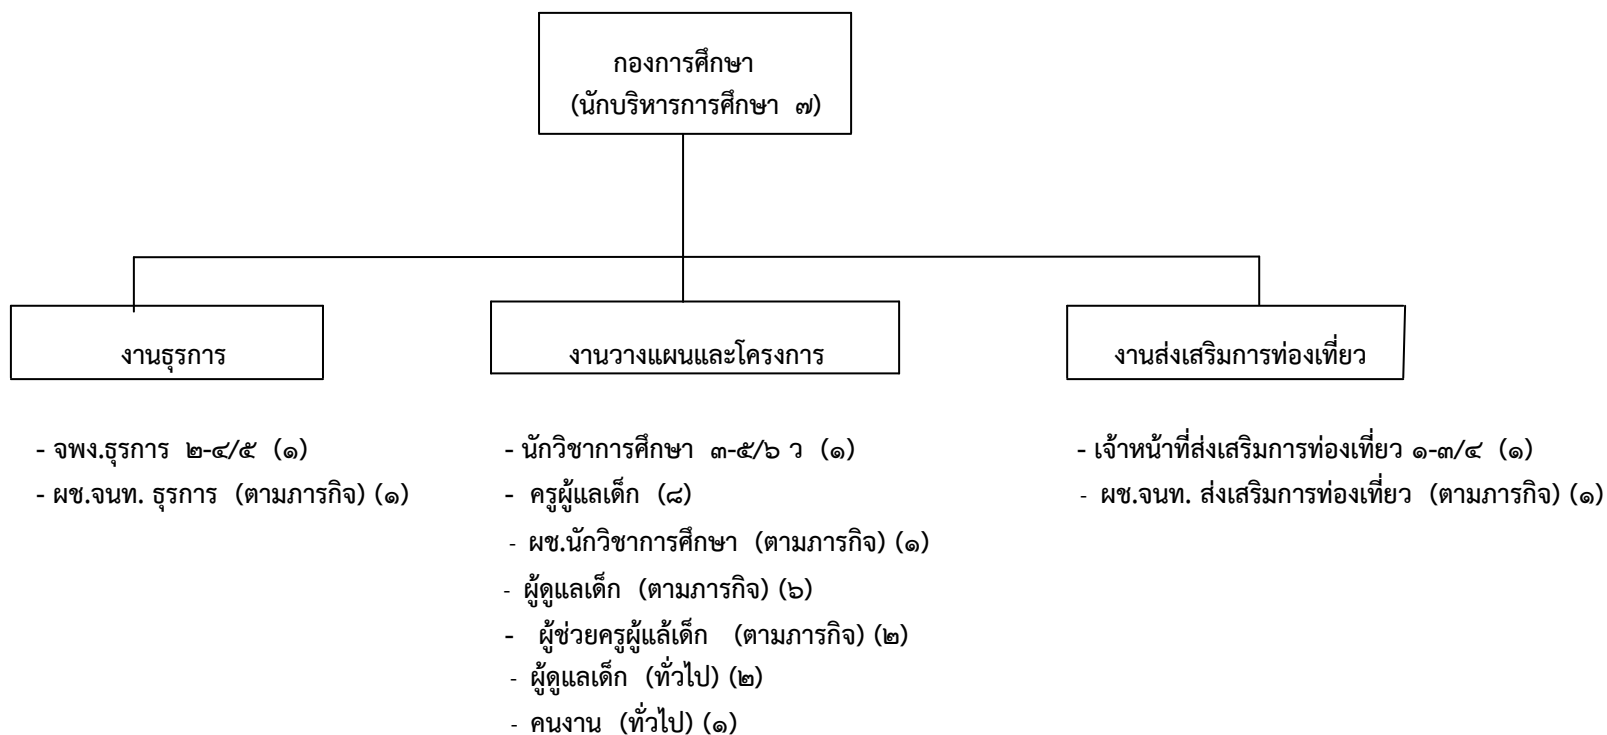 กองการศึกษา
(นักบริหารการศึกษา ๗)
งานธุรการ
- จพง.ธุรการ ๒-๔/๕ (๑)
- ผช.จนท. ธุรการ (ตามภารกิจ) (๑)
งานวางแผนและโครงการ
- นักวิชาการศึกษา ๓-๕/๖ ว (๑)
- ครูผู้แลเด็ก (๘)
- ผช.นักวิชาการศึกษา (ตามภารกิจ) (๑)
- ผู้ดูแลเด็ก (ตามภารกิจ) (๖)
- ผู้ช่วยครูผู้แล้เด็ก (ตามภารกิจ) (๒)
- ผู้ดูแลเด็ก (ทั่วไป) (๒)
- คนงาน (ทั่วไป) (๑)
งานส่งเสริมการท่องเที่ยว
- เจ้าหน้าที่ส่งเสริมการท่องเที่ยว ๑-๓/๔ (๑)
- ผช.จนท. ส่งเสริมการท่องเที่ยว (ตามภารกิจ) (๑)